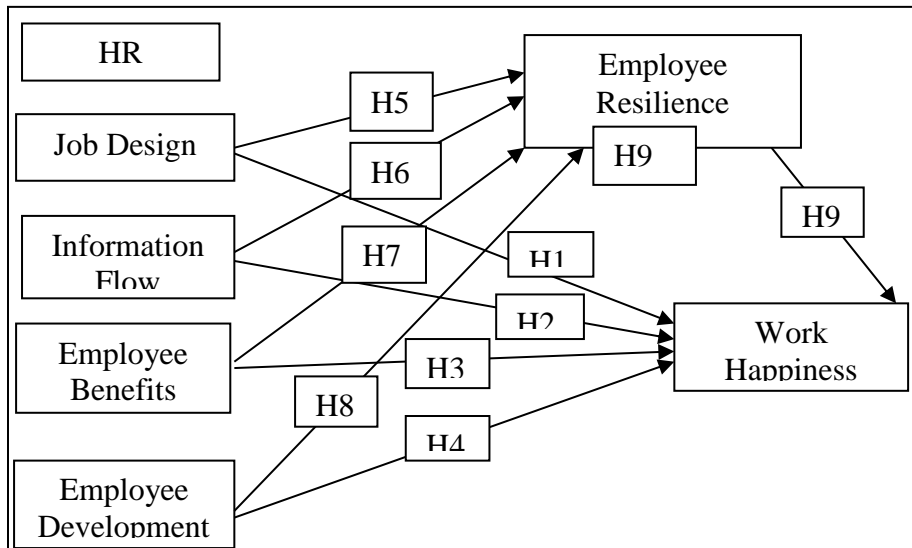 HR
Employee
Resilience
H5
Job Design
H6
H9
H9
Information
Flow
H7
H1
H2
Work
Happiness
Employee
Benefits
H3
H8
H4
Employee
Development